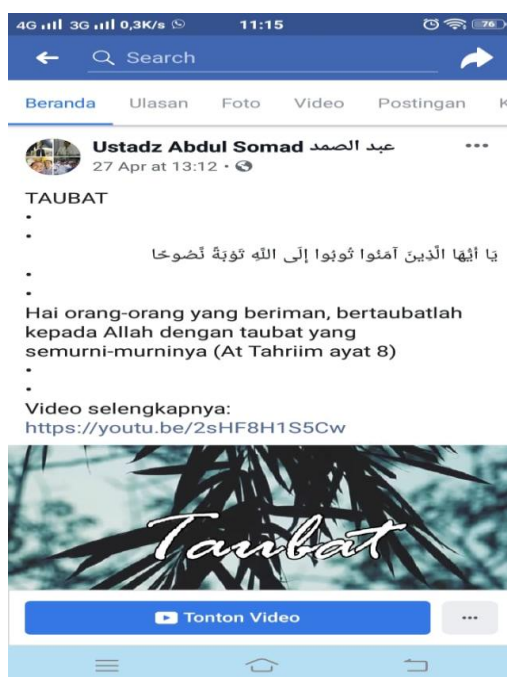 4G 3G 0,3K/s 11:15 76
Search
Beranda Ulasan Foto Video Postingan K
Ustadz Abdul Somad عبد الصمد
27 Apr at 13:12 •
TAUBAT
•
•
يَا أَيُّهَا الَّذِينَ آمَنُوا تُوبُوا إِلَى اللَّهِ تَوْبَةً نَّصُوحًا
•
•
Hai orang-orang yang beriman, bertaubatlah
kepada Allah dengan taubat yang
semurni-murninya (At Tahriim ayat 8)
•
•
Video selengkapnya:
https://youtu.be/2sHF8H1S5Cw
Taubat
Tonton Video